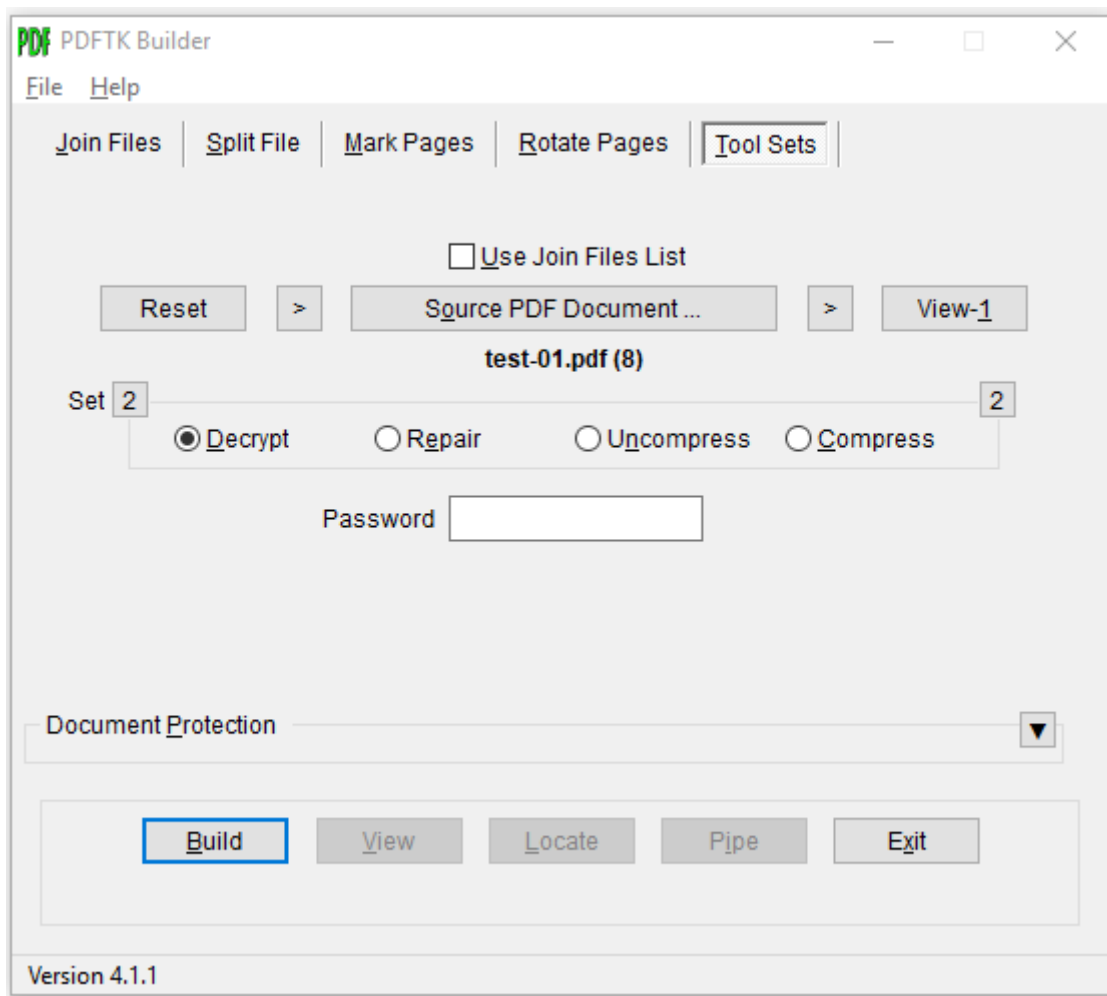 PDF PDFTK Builder
File Help
Join Files Split File Mark Pages Rotate Pages Tool Sets
Use Join Files List
Reset > Source PDF Document ... > View-1
test-01.pdf (8)
Set 2 2
Decrypt Repair Uncompress Compress
Password
Document Protection ▼
Build View Locate Pipe Exit
Version 4.1.1